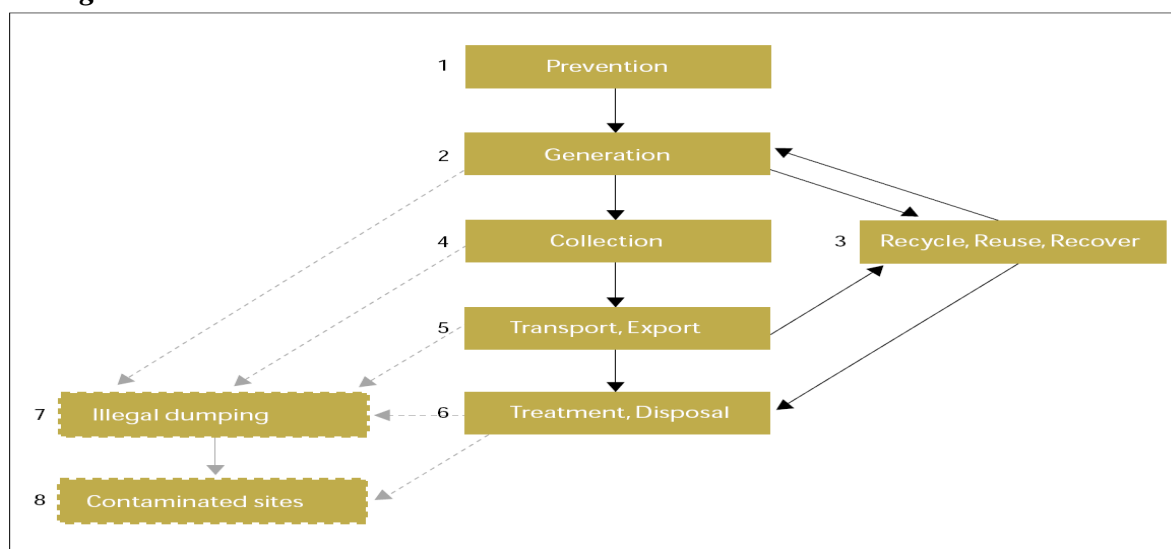 1 Prevention
2 Generation
4 Collection
3 Recycle, Reuse, Recover
5 Transport, Export
7 Illegal dumping
6 Treatment, Disposal
8 Contaminated sites